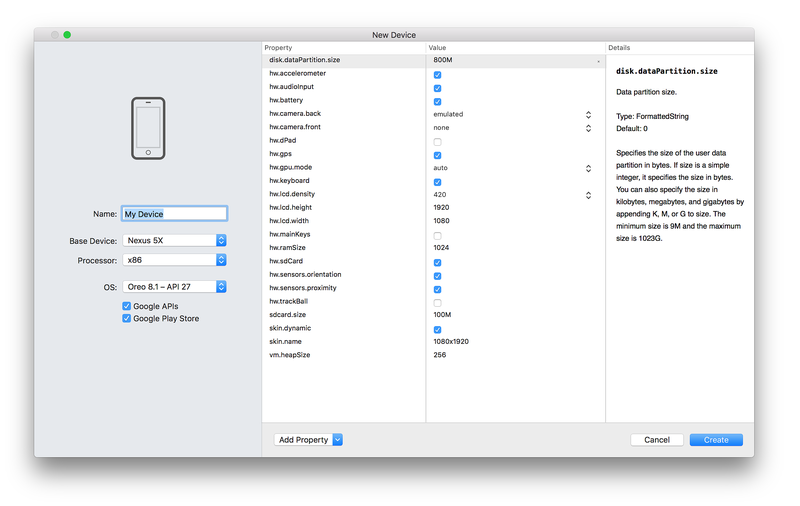 New Device
Name: My Device
Base Device: Nexus 5X
Processor: x86
OS: Oreo 8.1 – API 27
Google APIs
Google Play Store
Property Value
disk.dataPartition.size 800M
hw.accelerometer
hw.audioInput
hw.battery
hw.camera.back emulated
hw.camera.front none
hw.dPad
hw.gps
hw.gpu.mode auto
hw.keyboard
hw.lcd.density 420
hw.lcd.height 1920
hw.lcd.width 1080
hw.mainKeys
hw.ramSize 1024
hw.sdCard
hw.sensors.orientation
hw.sensors.proximity
hw.trackBall
sdcard.size 100M
skin.dynamic
skin.name 1080x1920
vm.heapSize 256
Details
disk.dataPartition.size
Data partition size.
Type: FormattedString
Default: 0
Specifies the size of the user data
partition in bytes. If size is a simple
integer, it specifies the size in bytes.
You can also specify the size in
kilobytes, megabytes, and gigabytes by
appending K, M, or G to size. The
minimum size is 9M and the maximum
size is 1023G.
Add Property
Cancel
Create